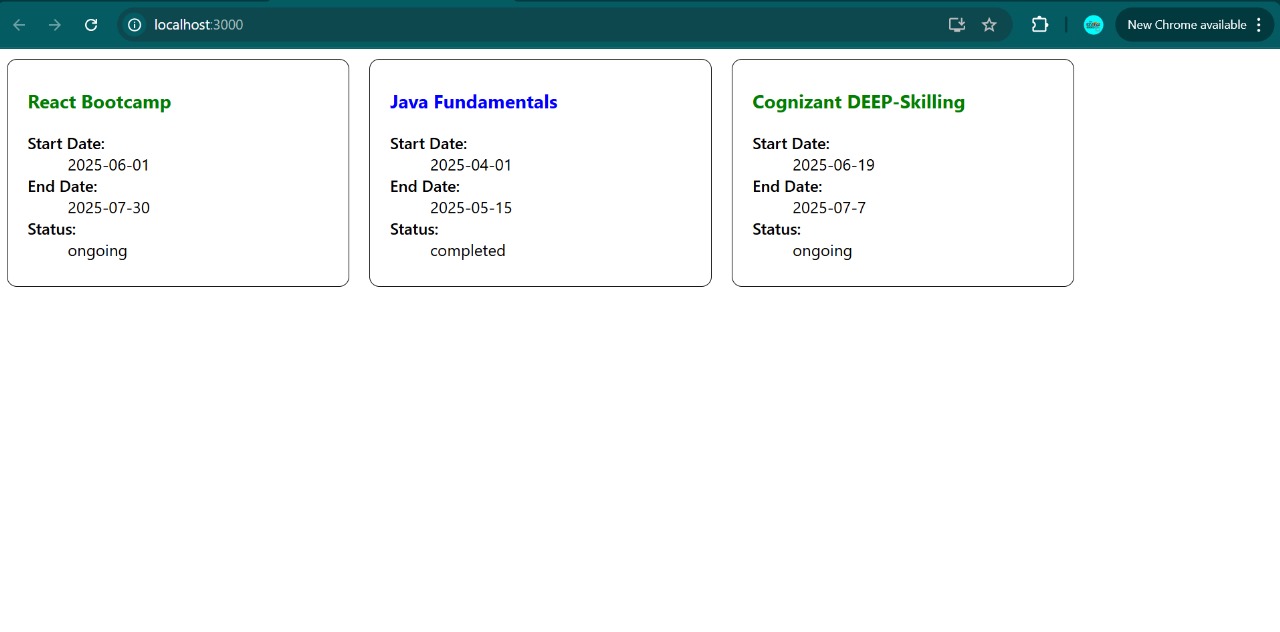 localhost:3000
New Chrome available
React Bootcamp
Start Date:
2025-06-01
End Date:
2025-07-30
Status:
ongoing
Java Fundamentals
Start Date:
2025-04-01
End Date:
2025-05-15
Status:
completed
Cognizant DEEP-Skilling
Start Date:
2025-06-19
End Date:
2025-07-7
Status:
ongoing